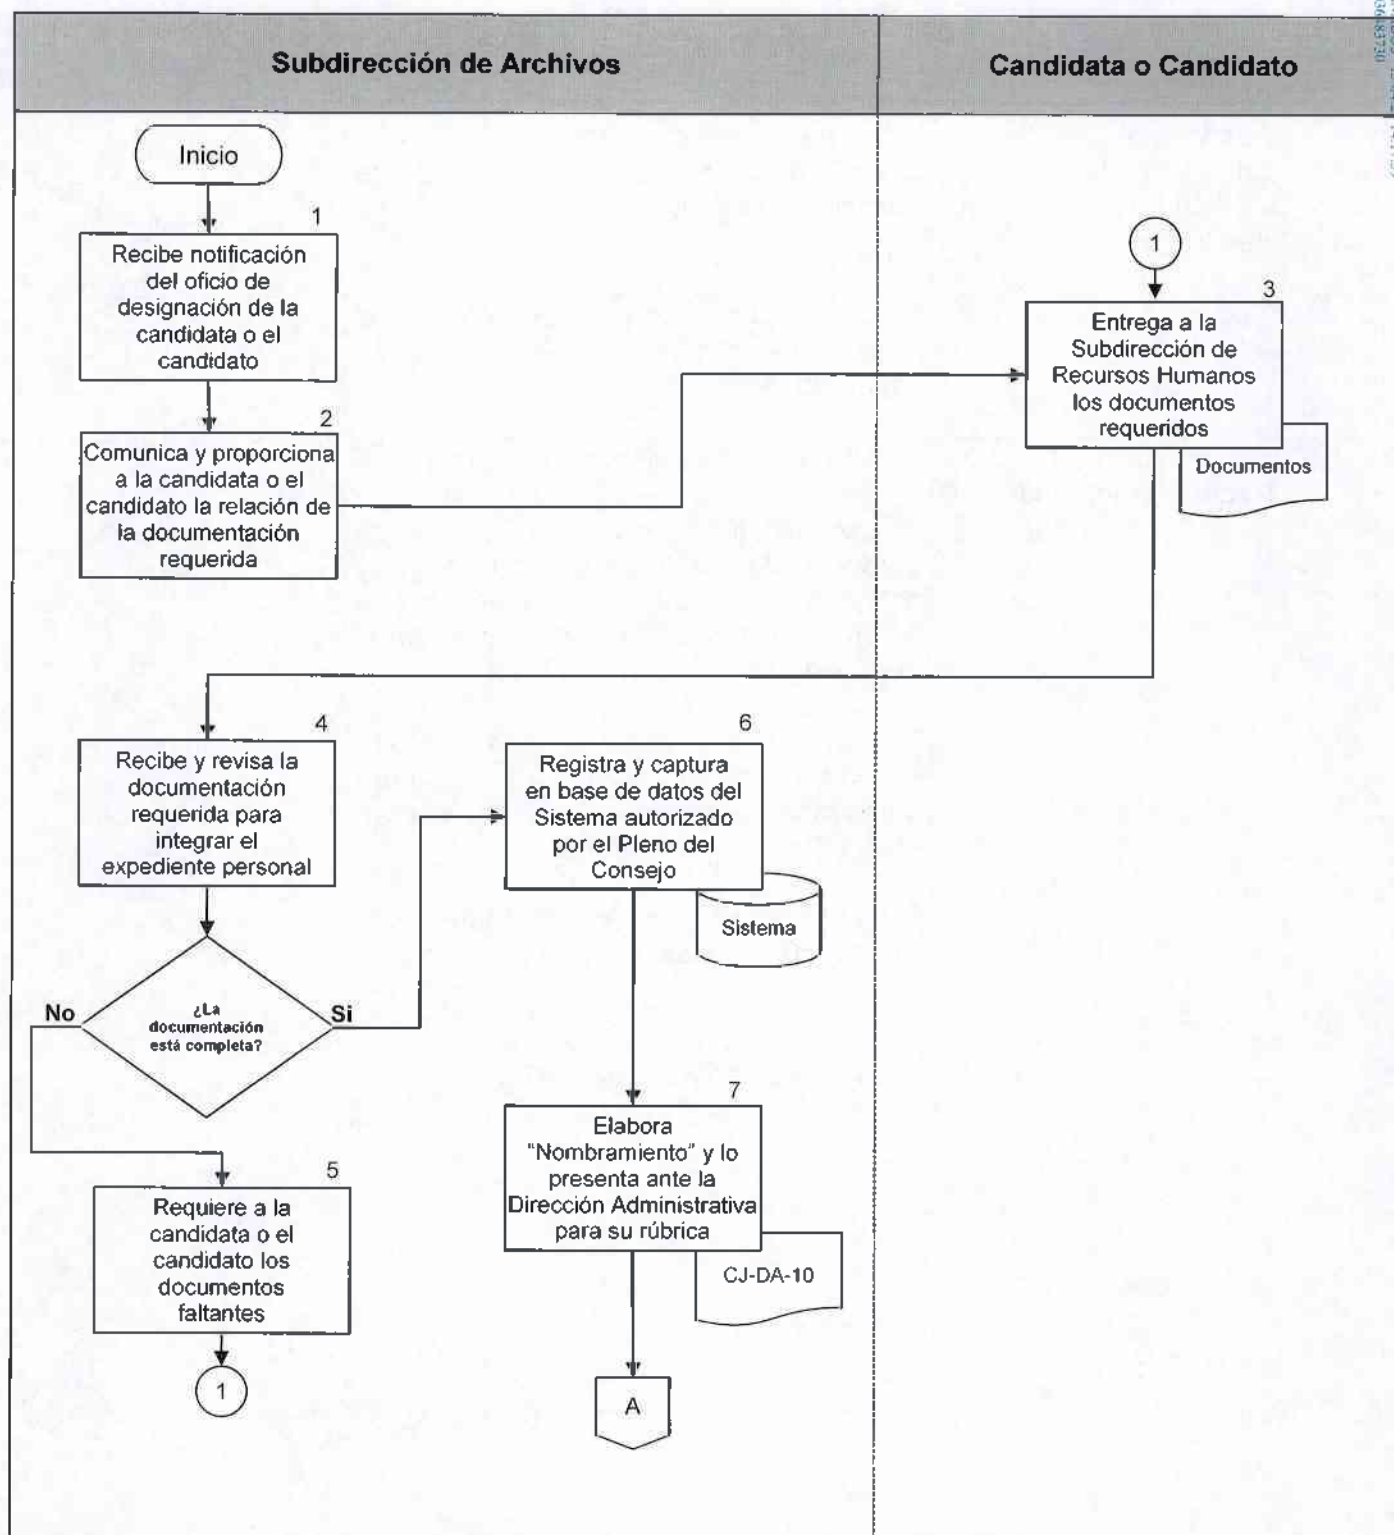 Subdirección de Archivos
Candidata o Candidato
Inicio
1
Recibe notificación
del oficio de
designación de la
candidata o el
candidato
2
Comunica y proporciona
a la candidata o el
candidato la relación de
la documentación
requerida
1
3
Entrega a la
Subdirección de
Recursos Humanos
los documentos
requeridos
Documentos
4
Recibe y revisa la
documentación
requerida para
integrar el
expediente personal
¿La
documentación
está completa?
No
Si
5
Requiere a la
candidata o el
candidato los
documentos
faltantes
1
6
Registra y captura
en base de datos del
Sistema autorizado
por el Pleno del
Consejo
Sistema
7
Elabora
"Nombramiento" y lo
presenta ante la
Dirección Administrativa
para su rúbrica
CJ-DA-10
A